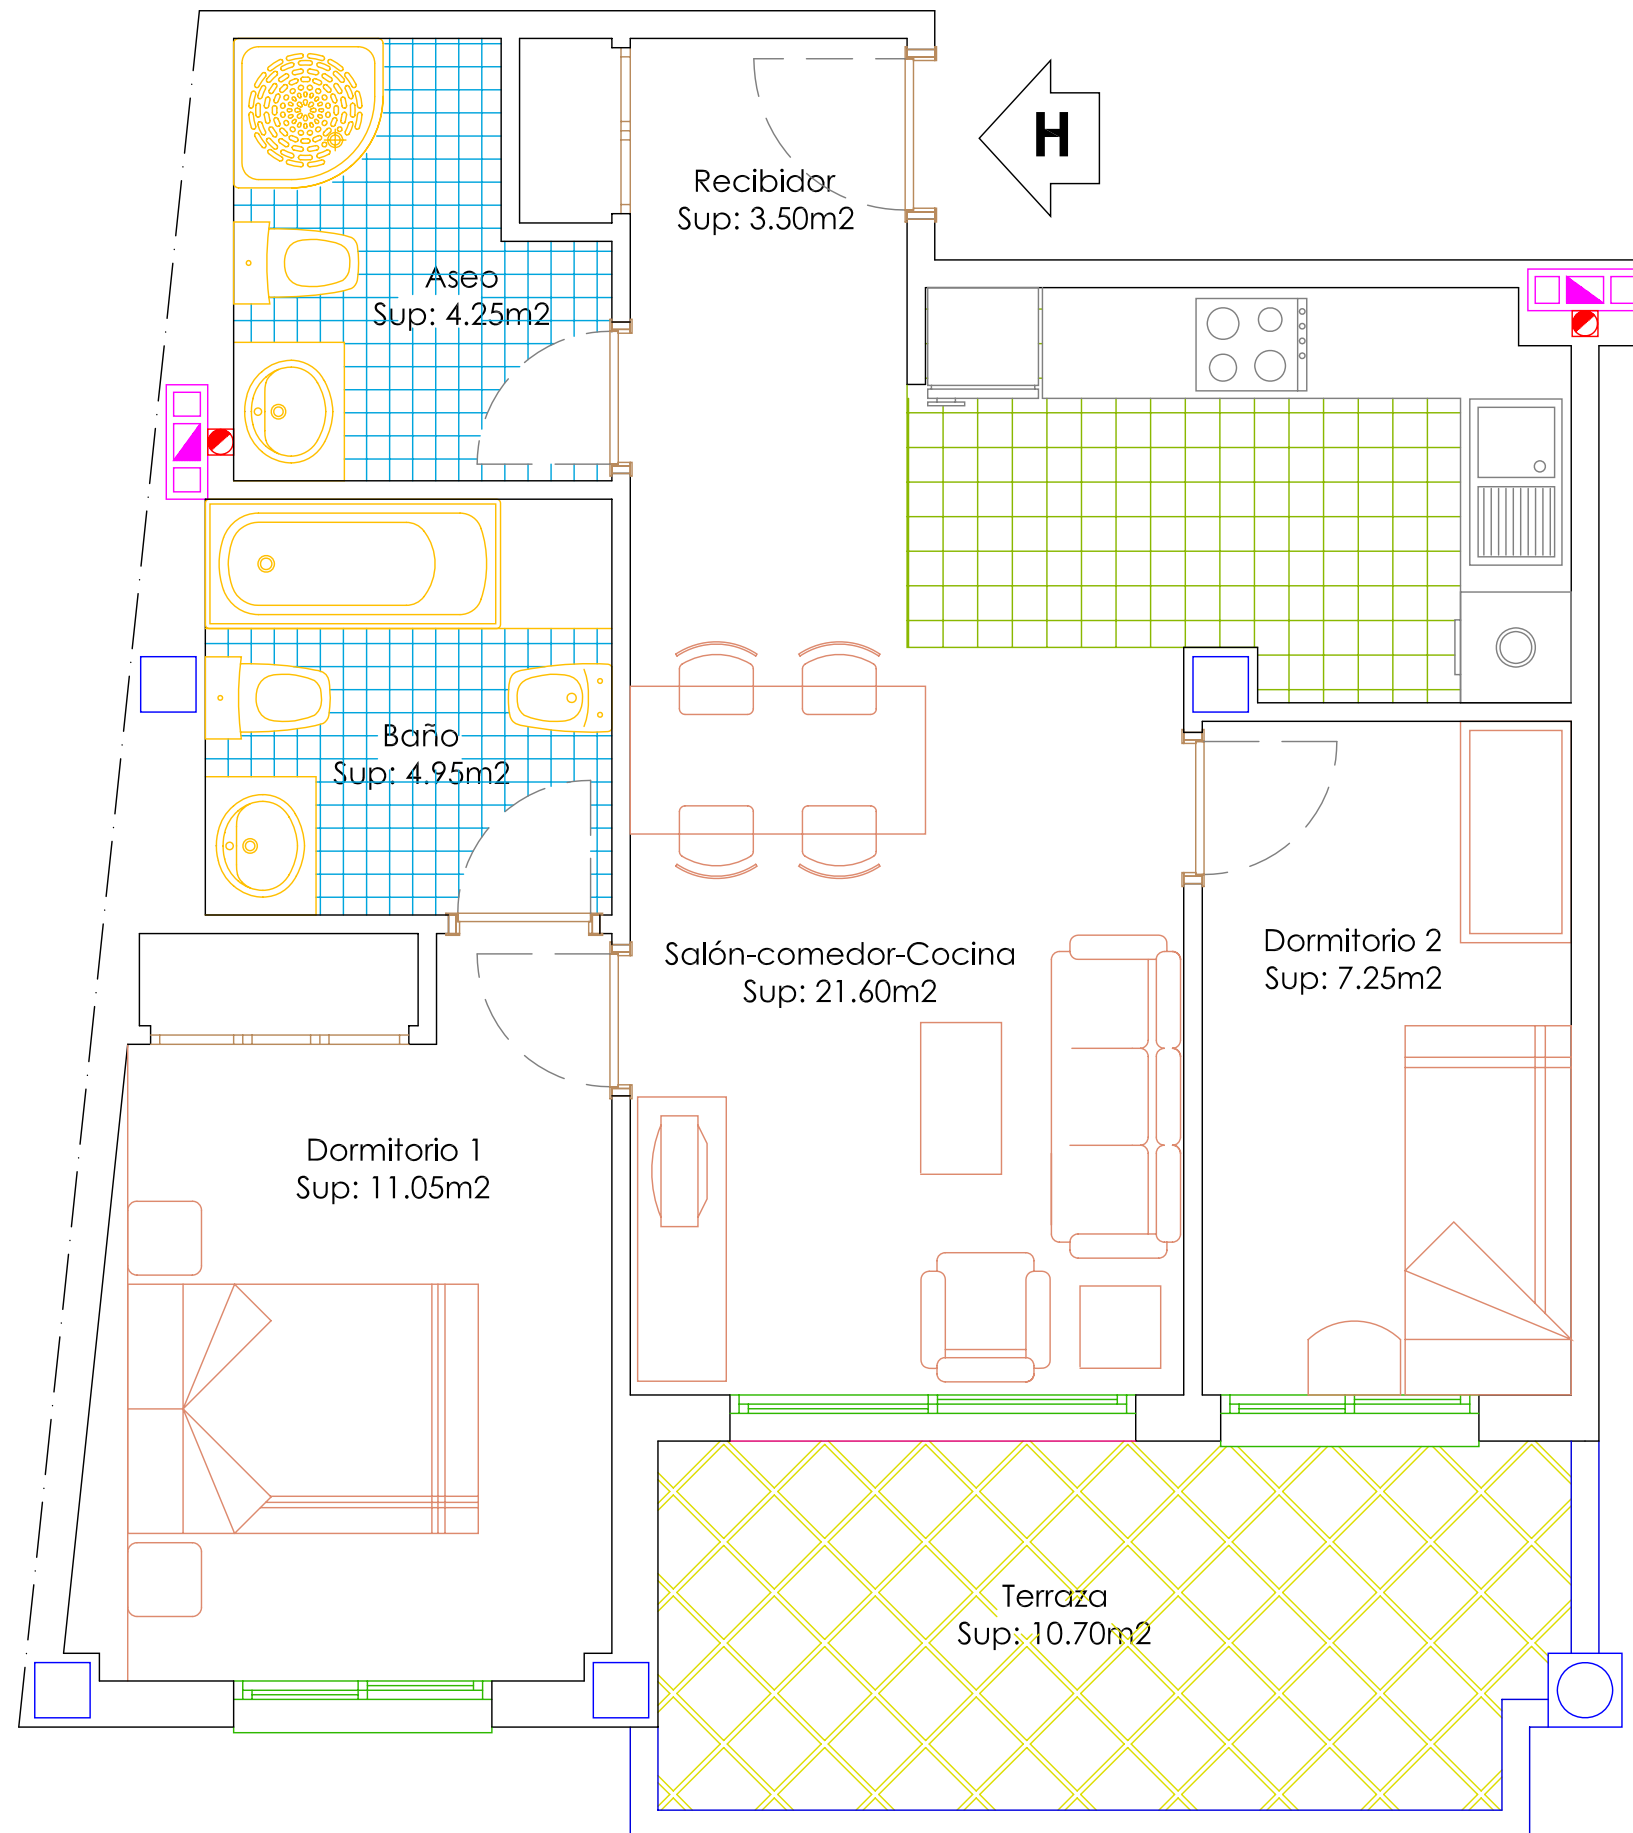 H
Recibidor
Sup: 3.50m2
Aseo
Sup: 4.25m2
Baño
Sup: 4.95m2
Salón-comedor-Cocina
Sup: 21.60m2
Dormitorio 2
Sup: 7.25m2
Dormitorio 1
Sup: 11.05m2
Terraza
Sup: 10.70m2